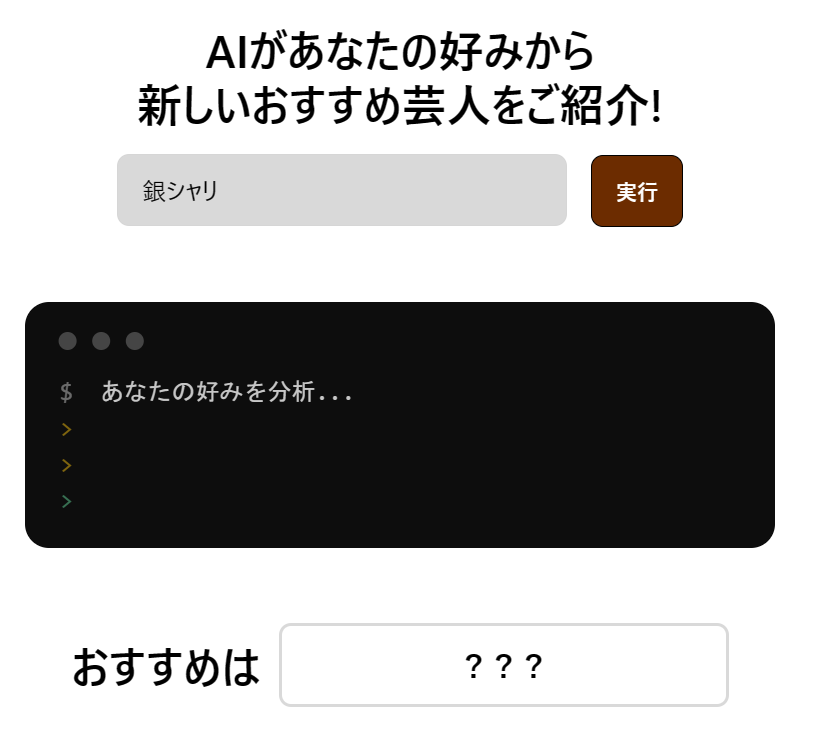 AIがあなたの好みから
新しいおすすめ芸人をご紹介!
銀シャリ
実行
$ あなたの好みを分析...
>
>
>
おすすめは
？？？